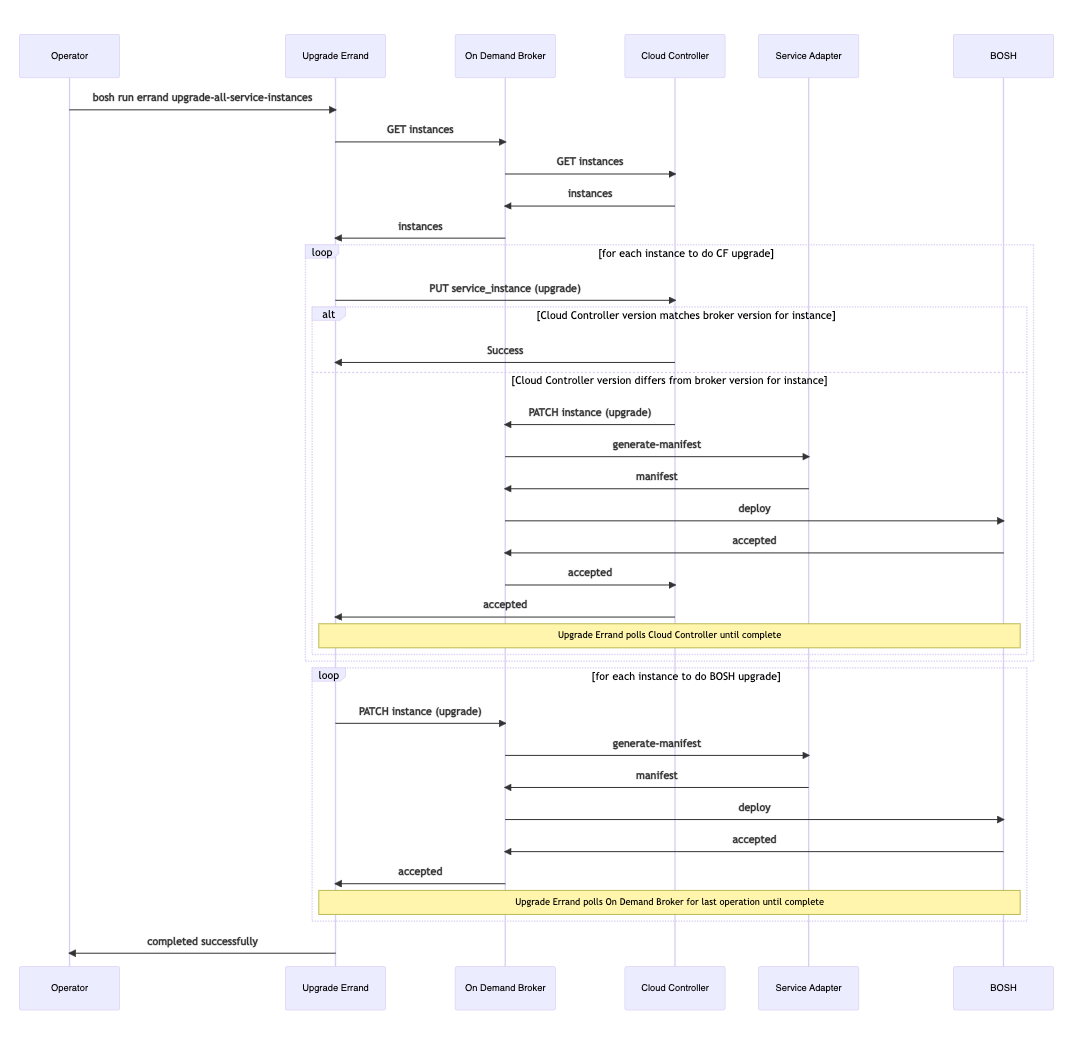 Operator
Upgrade Errand
On Demand Broker
Cloud Controller
Service Adapter
BOSH
bosh run errand upgrade-all-service-instances
GET instances
GET instances
instances
instances
loop
[for each instance to do CF upgrade]
PUT service_instance (upgrade)
alt
[Cloud Controller version matches broker version for instance]
Success
[Cloud Controller version differs from broker version for instance]
PATCH instance (upgrade)
generate-manifest
manifest
deploy
accepted
accepted
accepted
Upgrade Errand polls Cloud Controller until complete
loop
[for each instance to do BOSH upgrade]
PATCH instance (upgrade)
generate-manifest
manifest
deploy
accepted
accepted
Upgrade Errand polls On Demand Broker for last operation until complete
completed successfully
Operator
Upgrade Errand
On Demand Broker
Cloud Controller
Service Adapter
BOSH